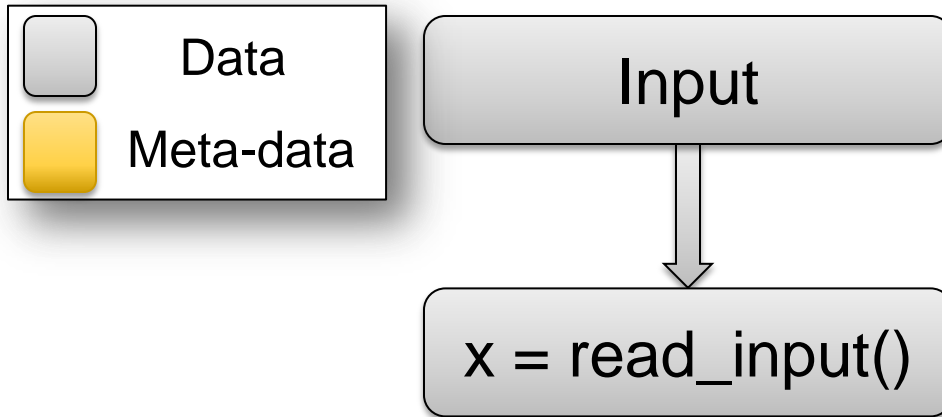 Data
Meta-data
Input
x = read_input()